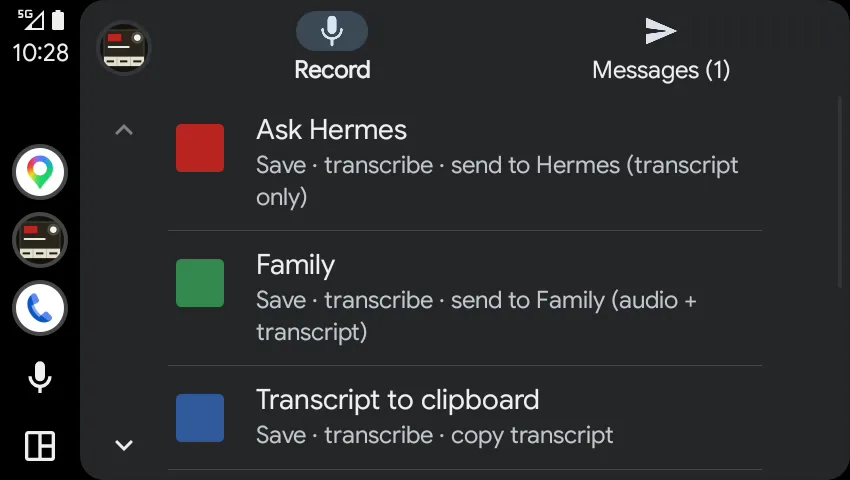 5G
10:28
Record
Messages (1)
Ask Hermes
Save · transcribe · send to Hermes (transcript
only)
Family
Save · transcribe · send to Family (audio +
transcript)
Transcript to clipboard
Save · transcribe · copy transcript